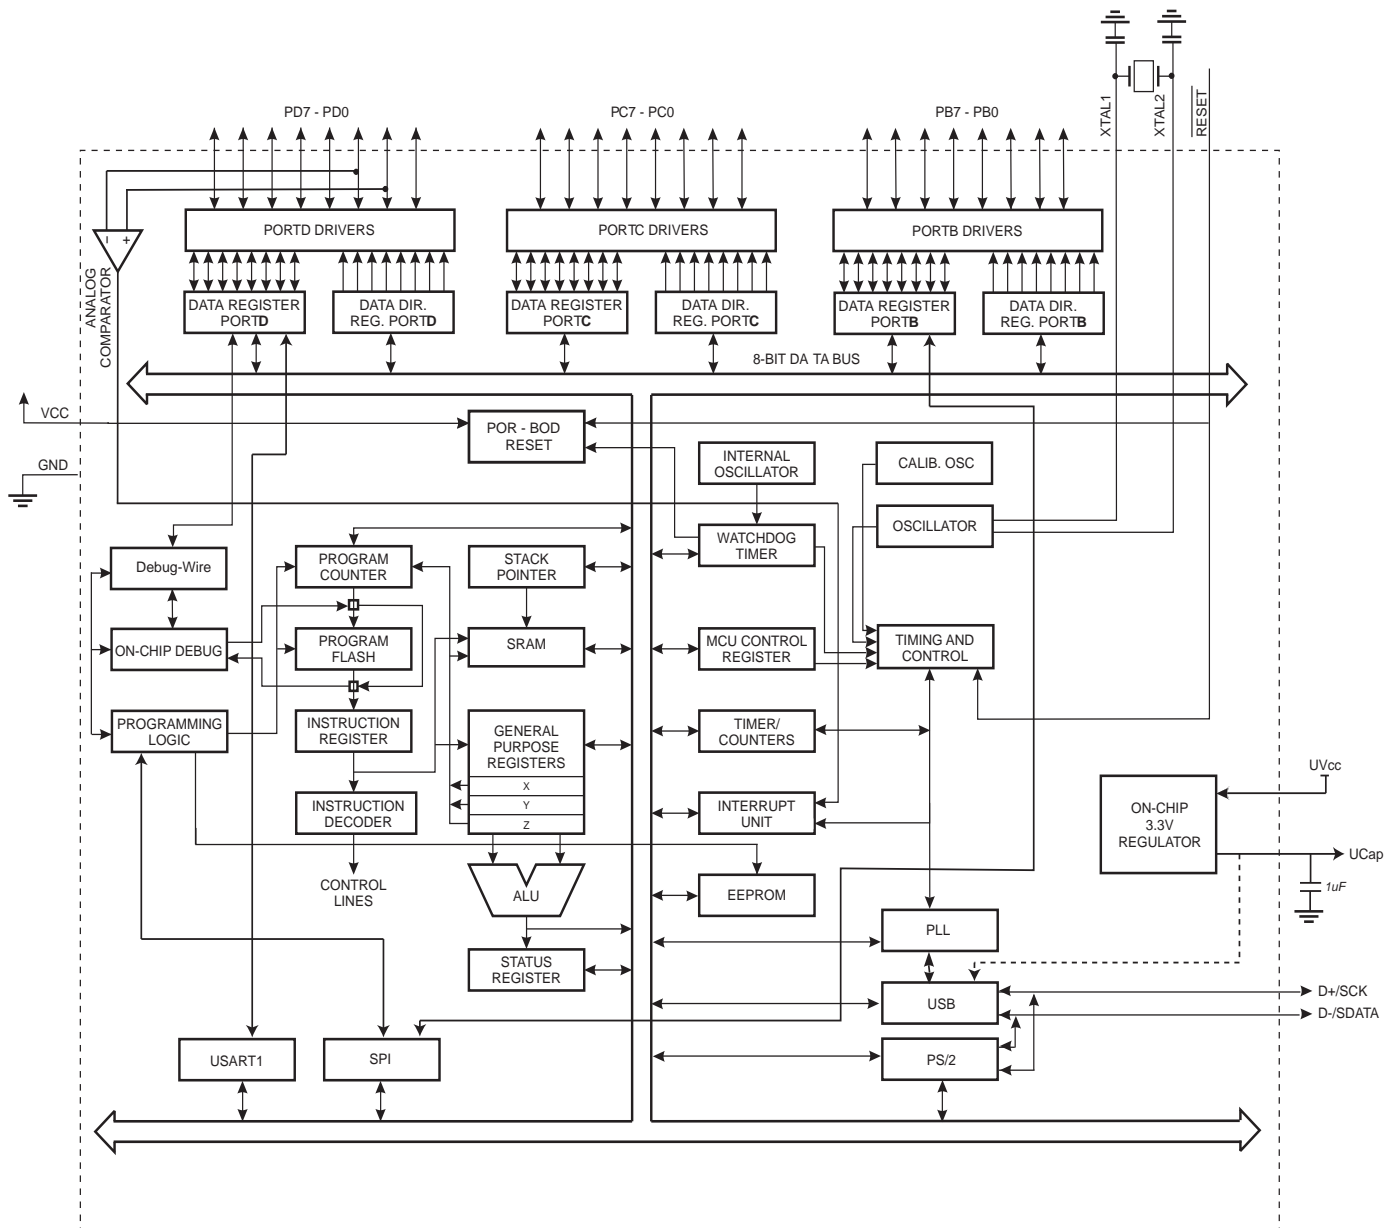 XTAL1
XTAL2
RESET
PD7 - PD0
PC7 - PC0
PB7 - PB0
PORTD DRIVERS
PORTC DRIVERS
PORTB DRIVERS
- +
ANALOG
COMPARATOR
DATA REGISTER
PORTD
DATA DIR.
REG. PORTD
DATA REGISTER
PORTC
DATA DIR.
REG. PORTC
DATA REGISTER
PORTB
DATA DIR.
REG. PORTB
8-BIT DA TA BUS
VCC
POR - BOD
RESET
GND
INTERNAL
OSCILLATOR
CALIB. OSC
OSCILLATOR
WATCHDOG
TIMER
Debug-Wire
PROGRAM
COUNTER
STACK
POINTER
ON-CHIP DEBUG
PROGRAM
FLASH
SRAM
MCU CONTROL
REGISTER
TIMING AND
CONTROL
PROGRAMMING
LOGIC
INSTRUCTION
REGISTER
GENERAL
PURPOSE
REGISTERS
X
Y
Z
TIMER/
COUNTERS
INSTRUCTION
DECODER
INTERRUPT
UNIT
UVcc
ON-CHIP
3.3V
REGULATOR
UCap
1uF
CONTROL
LINES
ALU
EEPROM
PLL
STATUS
REGISTER
USB
D+/SCK
D-/SDATA
USART1
SPI
PS/2